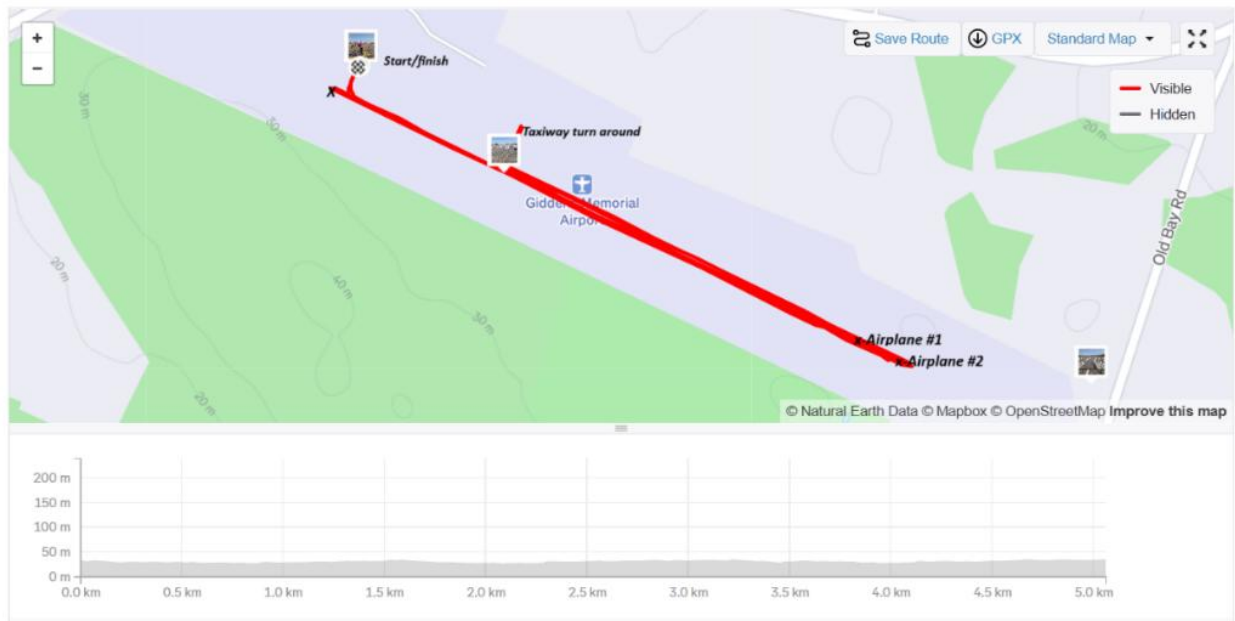 +
−
Save Route
GPX
Standard Map
Visible
Hidden
Start/finish
X
Taxiway turn around
30 m
50 m
50 m
20 m
Memorial
Old Bay Rd
20 m
40 m
30 m
x Airplane #1
x Airplane #2
20 m
© Natural Earth Data © Mapbox © OpenStreetMap Improve this map
200 m
150 m
100 m
50 m
0 m
0.0 km 0.5 km 1.0 km 1.5 km 2.0 km 2.5 km 3.0 km 3.5 km 4.0 km 4.5 km 5.0 km